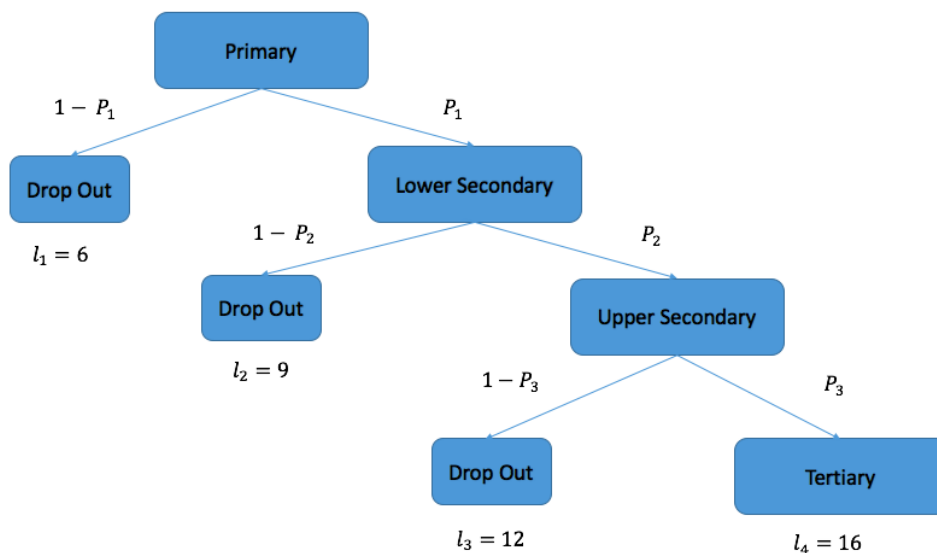 Primary
1 − P₁
P₁
Drop Out
Lower Secondary
l₁ = 6
1 − P₂
P₂
Drop Out
Upper Secondary
l₂ = 9
1 − P₃
P₃
Drop Out
Tertiary
l₃ = 12
l₄ = 16